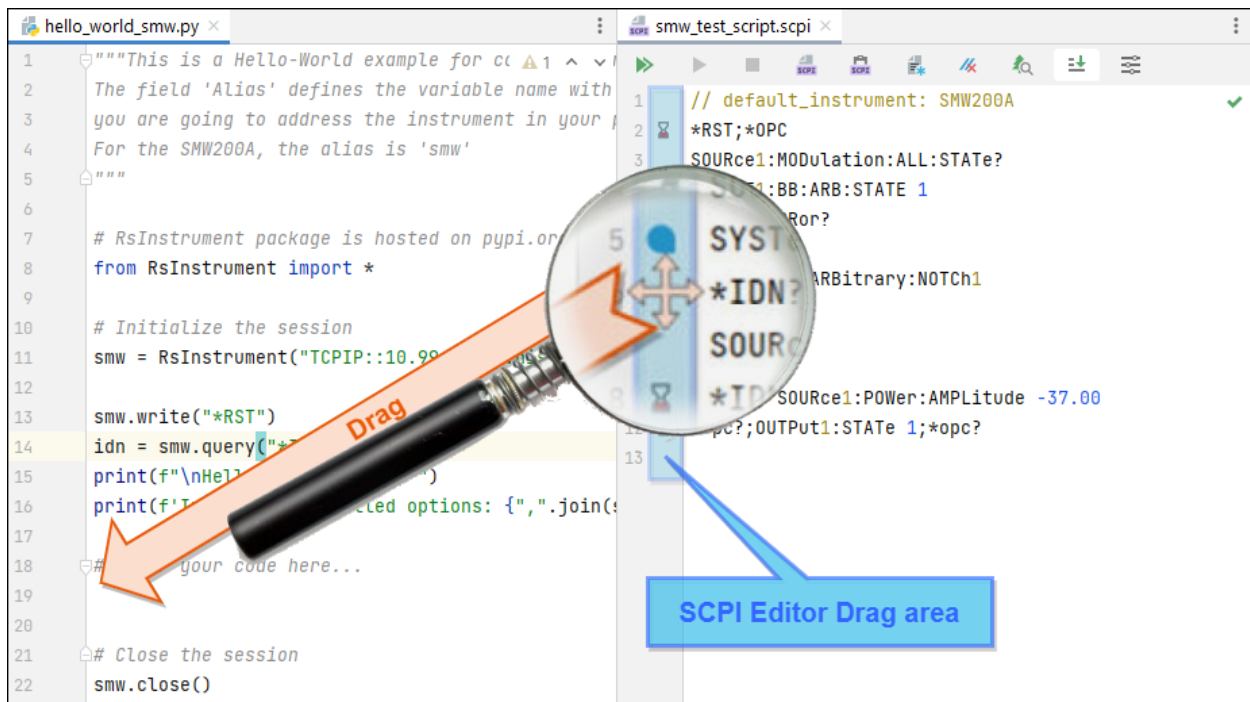 hello_world_smw.py
1 """This is a Hello-World example for 1
2 The field 'Alias' defines the variable name with
3 you are going to address the instrument in your
4 For the SMW200A, the alias is 'smw'
5 """
6
7 # RsInstrument package is hosted on
8 from RsInstrument import *
9
10 # Initialize the session
11 smw = RsInstrument("TCPIP::10.99
12
13 smw.write("*RST")
14 idn = smw.query("
15 print(f"\nHel ")
16 print(f' options: {",".join(
17
18 # your code here...
19
20
21 # Close the session
22 smw.close()
Drag
smw_test_script.scpi
SCPI SCPI
1 // default_instrument: SMW200A
2 *RST;*OPC
3 SOURce1:MODulation:ALL:STATe?
:BB:ARB:STATE 1
5 SYST
*IDN?
ARBitrary:NOTCh1
SOUR
8 SOURce1:POWer:AMPLitude -37.00
12 ?;OUTPut1:STATe 1;*opc?
13
SCPI Editor Drag area